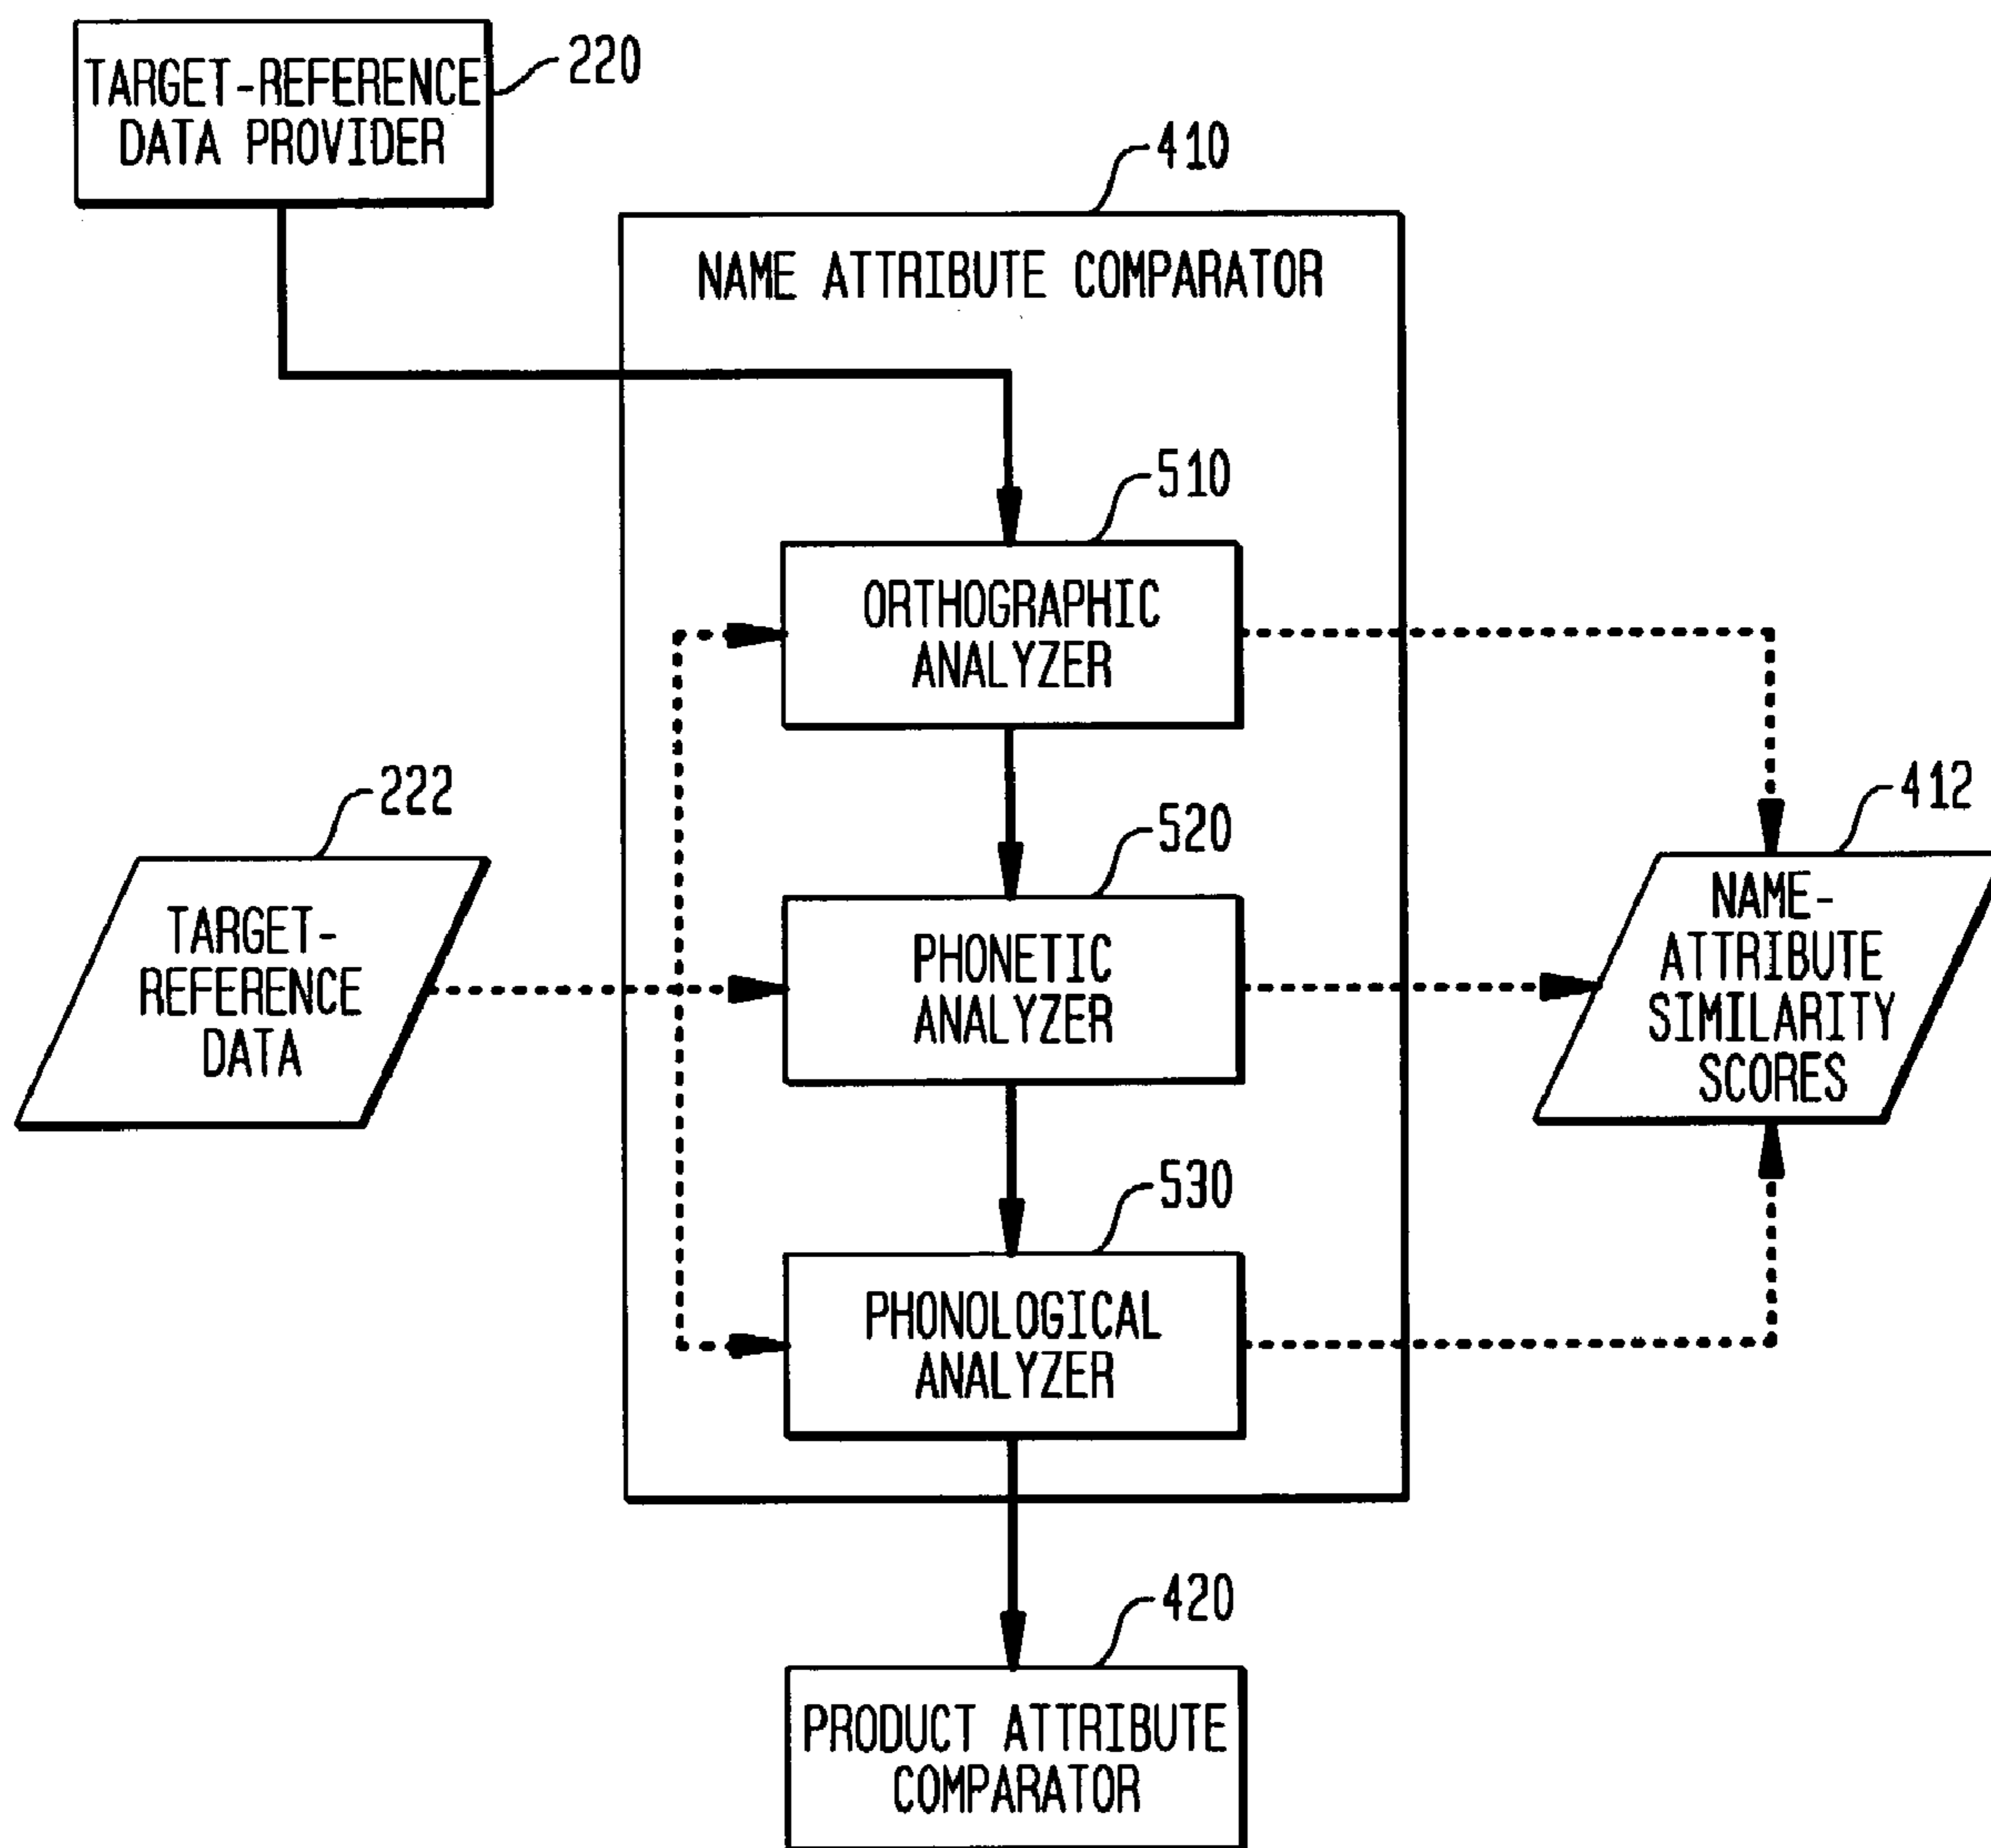 TARGET-REFERENCE
DATA PROVIDER
220
410
NAME ATTRIBUTE COMPARATOR
510
ORTHOGRAPHIC
ANALYZER
222
TARGET-
REFERENCE
DATA
520
PHONETIC
ANALYZER
412
NAME-
ATTRIBUTE
SIMILARITY
SCORES
530
PHONOLOGICAL
ANALYZER
420
PRODUCT ATTRIBUTE
COMPARATOR